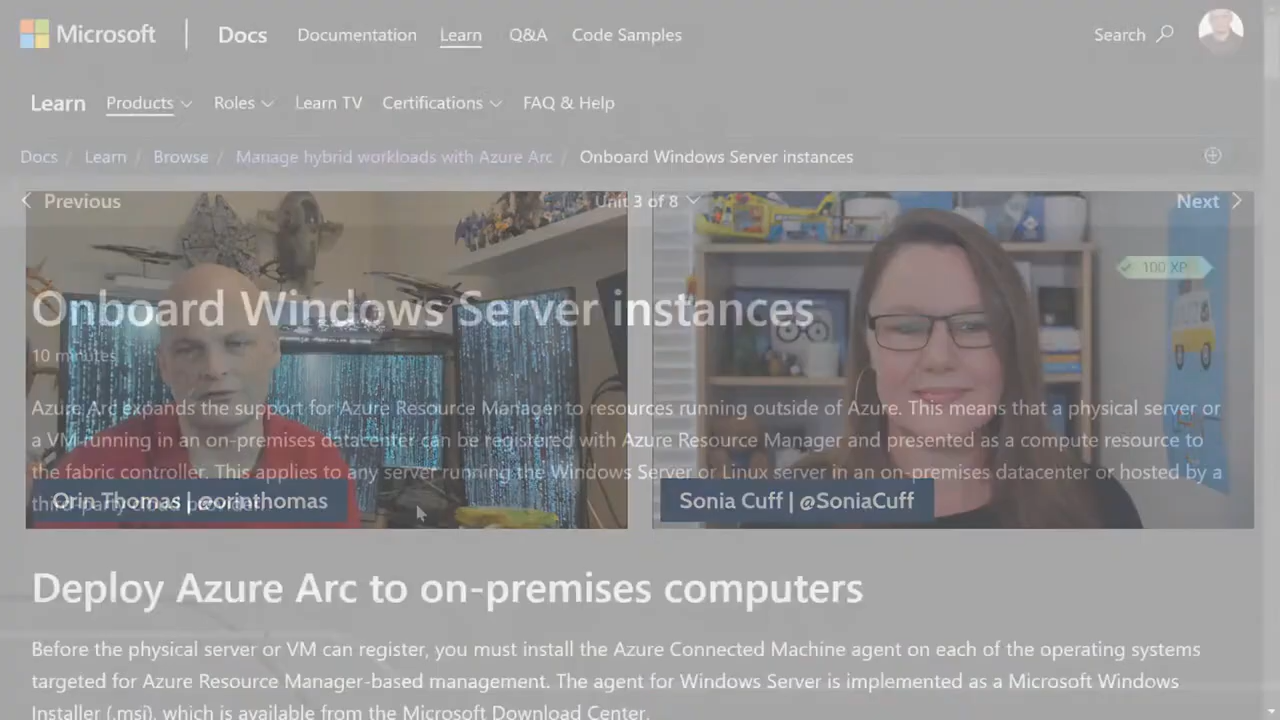 Microsoft
Docs
Documentation
Learn
Q&A
Code Samples
Search
Learn
Products
Roles
Learn TV
Certifications
FAQ & Help
Docs / Learn / Browse / Manage hybrid workloads with Azure Arc / Onboard Windows Server instances
Previous
Unit 3 of 8
Next
100 XP
Onboard Windows Server instances
10 minutes
Azure Arc expands the support for Azure Resource Manager to resources running outside of Azure. This means that a physical server or
a VM running in an on-premises datacenter can be registered with Azure Resource Manager and presented as a compute resource to
the fabric controller. This applies to any server running the Windows Server or Linux server in an on-premises datacenter or hosted by a
third-party cloud provider.
Orin Thomas | @orinthomas
Sonia Cuff | @SoniaCuff
Deploy Azure Arc to on-premises computers
Before the physical server or VM can register, you must install the Azure Connected Machine agent on each of the operating systems
targeted for Azure Resource Manager-based management. The agent for Windows Server is implemented as a Microsoft Windows
Installer (.msi), which is available from the Microsoft Download Center.